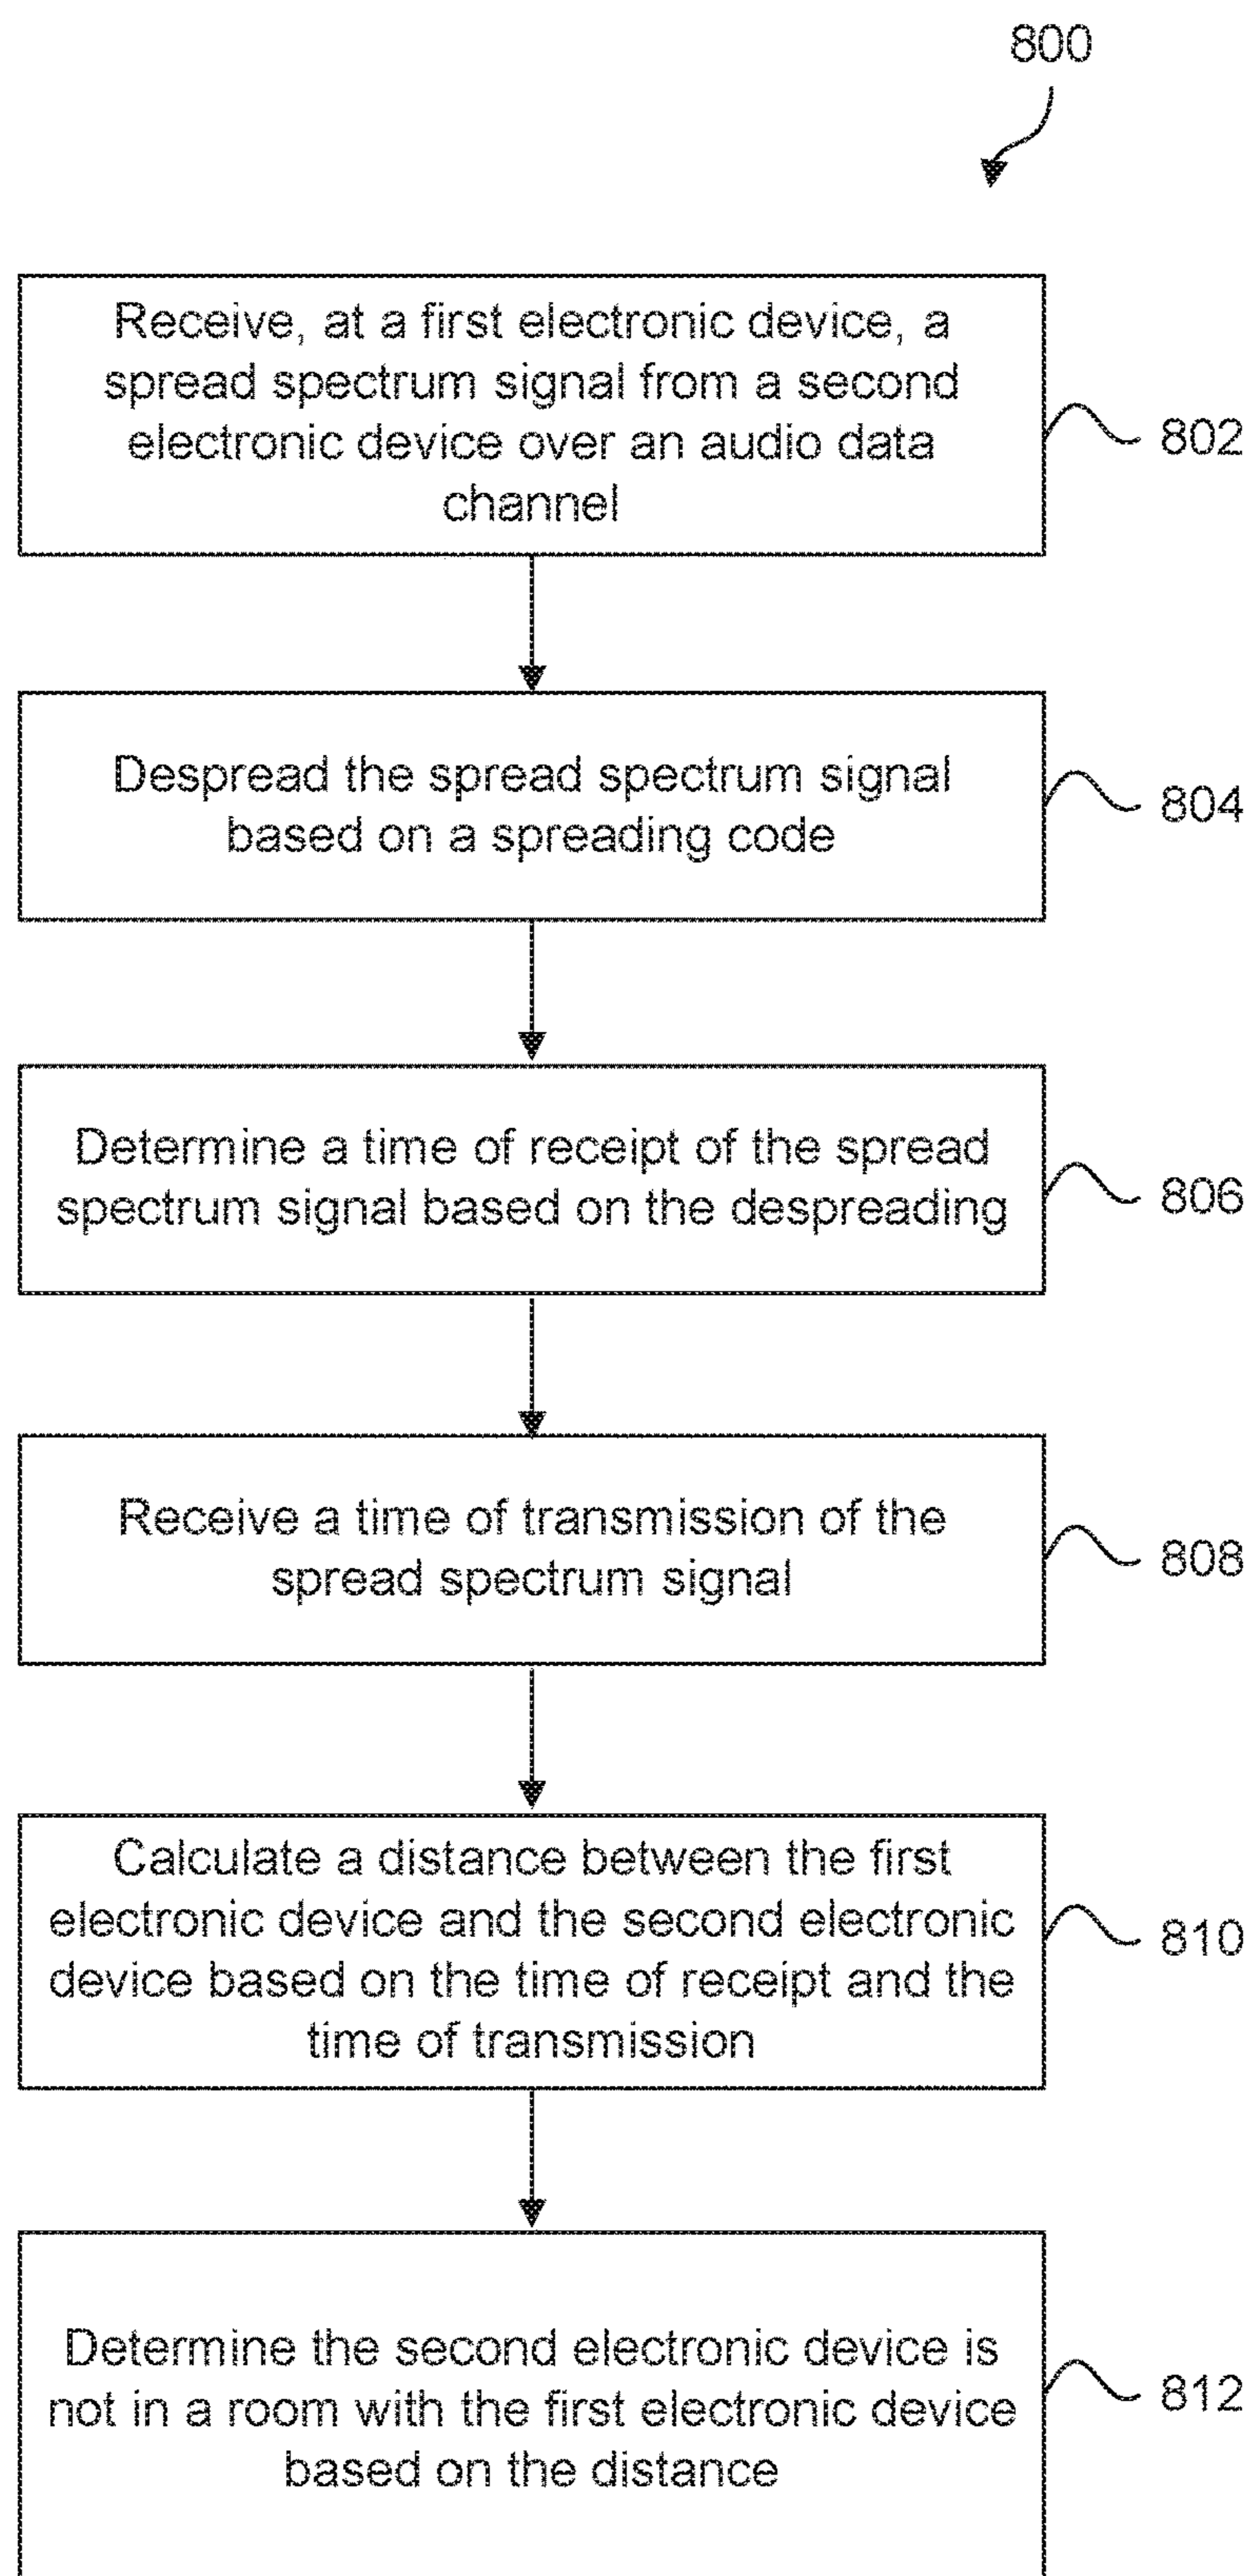 800
Receive, at a first electronic device, a
spread spectrum signal from a second
electronic device over an audio data
channel
802
Despread the spread spectrum signal
based on a spreading code
804
Determine a time of receipt of the spread
spectrum signal based on the despreading
806
Receive a time of transmission of the
spread spectrum signal
808
Calculate a distance between the first
electronic device and the second electronic
device based on the time of receipt and the
time of transmission
810
Determine the second electronic device is
not in a room with the first electronic device
based on the distance
812